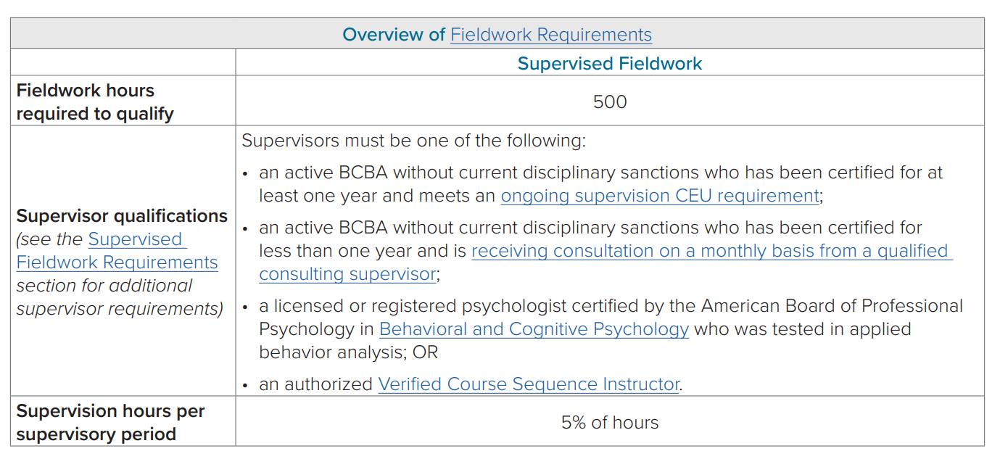 Overview of Fieldwork Requirements
Supervised Fieldwork
Fieldwork hours
required to qualify
500
Supervisor qualifications
(see the Supervised
Fieldwork Requirements
section for additional
supervisor requirements)
Supervisors must be one of the following:
• an active BCBA without current disciplinary sanctions who has been certified for at
least one year and meets an ongoing supervision CEU requirement;
• an active BCBA without current disciplinary sanctions who has been certified for
less than one year and is receiving consultation on a monthly basis from a qualified
consulting supervisor;
• a licensed or registered psychologist certified by the American Board of Professional
Psychology in Behavioral and Cognitive Psychology who was tested in applied
behavior analysis; OR
• an authorized Verified Course Sequence Instructor.
Supervision hours per
supervisory period
5% of hours